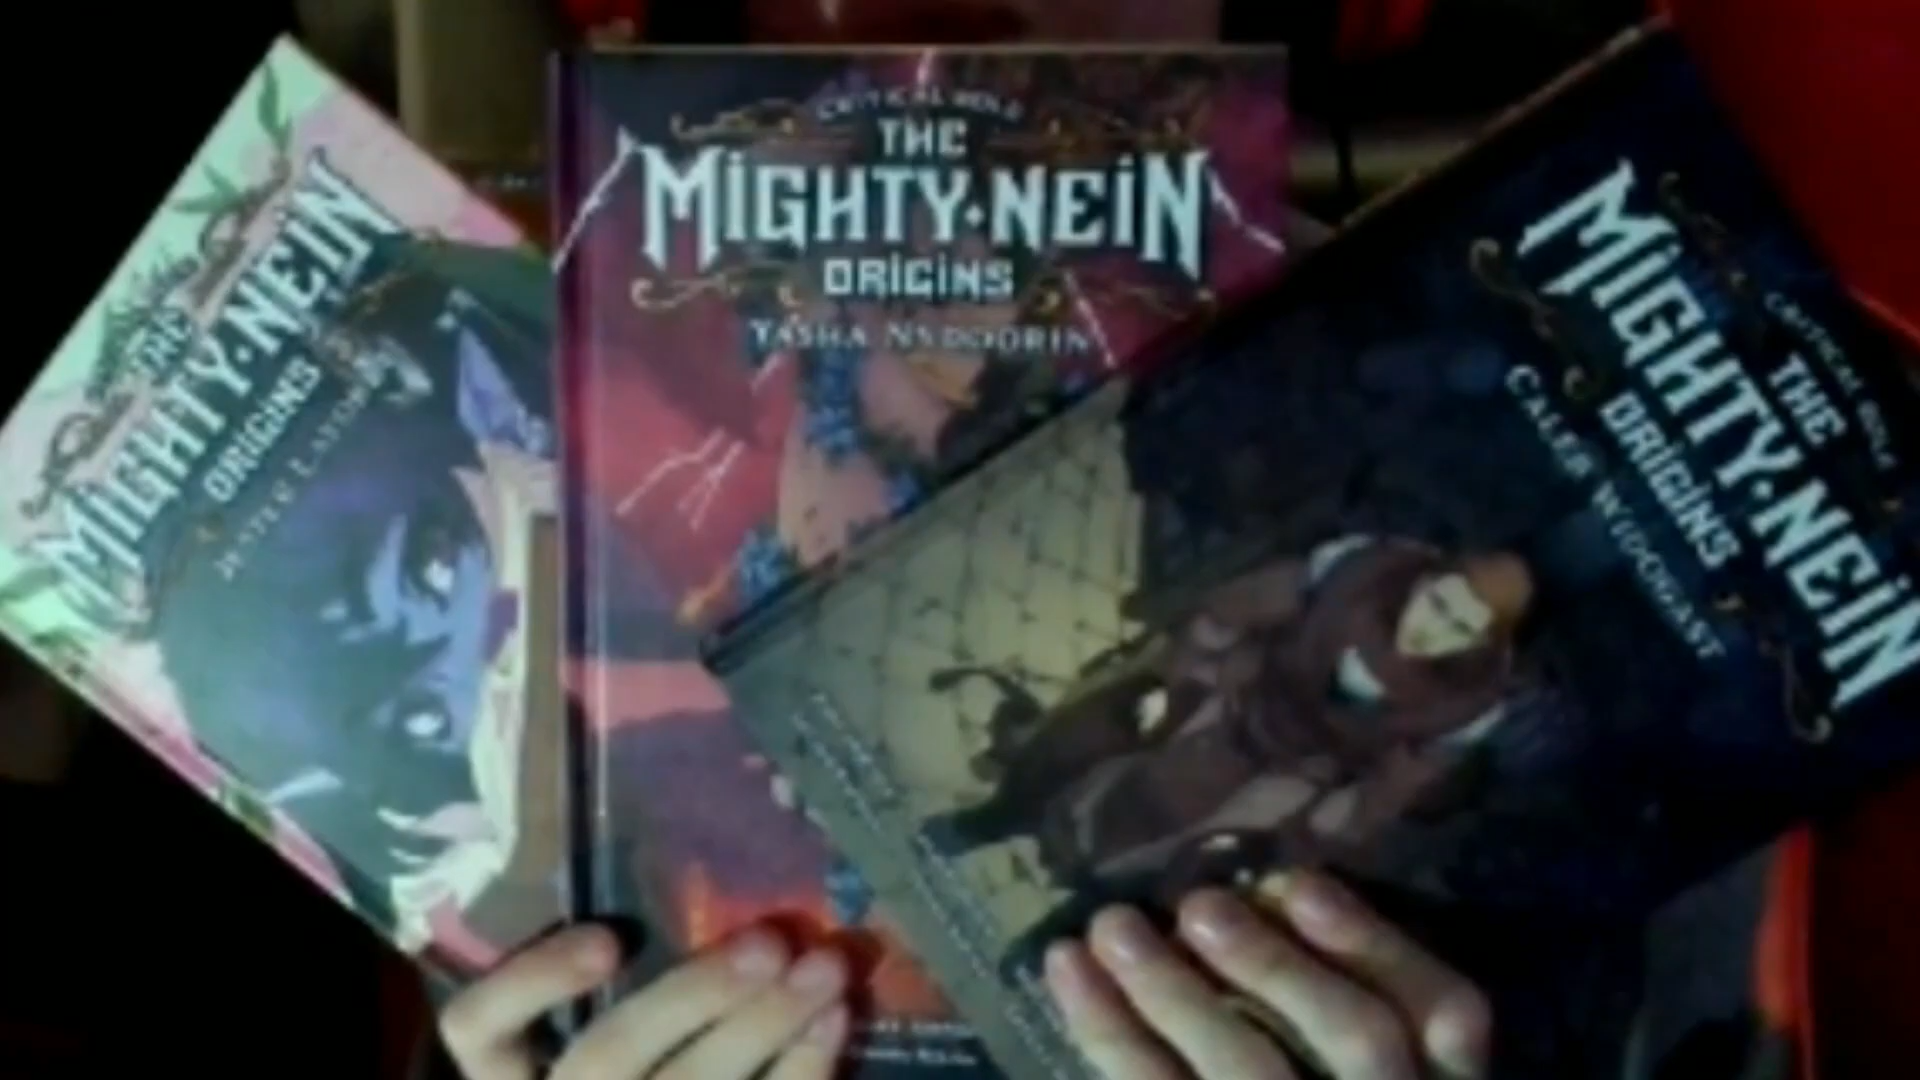 THE
MIGHTY·NEIN
ORIGINS
JESTER LAVORRE
CRITICAL ROLE
THE
MIGHTY·NEIN
ORIGINS
YASHA NYDOORIN
CRITICAL ROLE
THE
MIGHTY·NEIN
ORIGINS
CALEB WIDOGAST